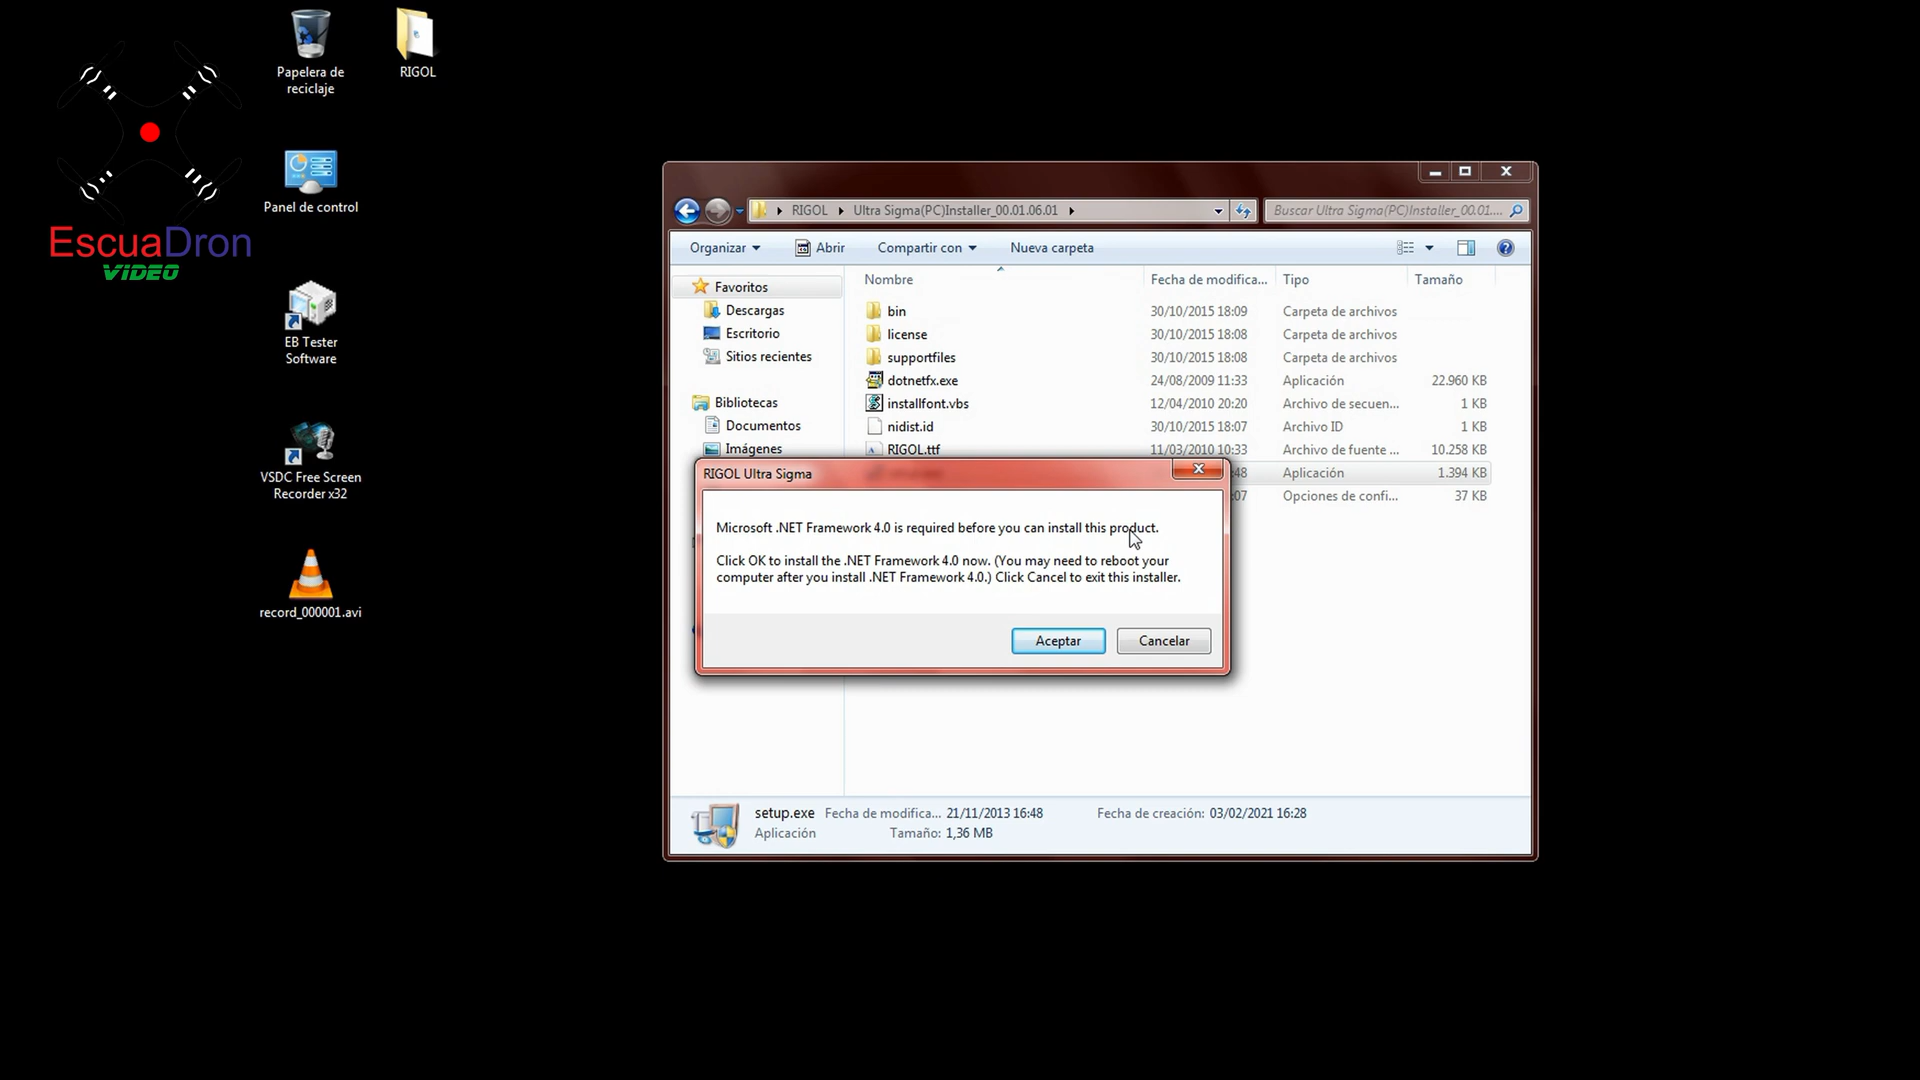 Papelera de
reciclaje
RIGOL
Panel de control
EscuaDron
VIDEO
EB Tester
Software
VSDC Free Screen
Recorder x32
record_000001.avi
RIGOL Ultra Sigma(PC)Installer_00.01.06.01
Buscar Ultra Sigma(PC)Installer_00.01....
Organizar Abrir Compartir con Nueva carpeta
Favoritos
Descargas
Escritorio
Sitios recientes
Bibliotecas
Documentos
Imágenes
Nombre Fecha de modifica... Tipo Tamaño
bin 30/10/2015 18:09 Carpeta de archivos
license 30/10/2015 18:08 Carpeta de archivos
supportfiles 30/10/2015 18:08 Carpeta de archivos
dotnetfx.exe 24/08/2009 11:33 Aplicación 22.960 KB
installfont.vbs 12/04/2010 20:20 Archivo de secuen... 1 KB
nidist.id 30/10/2015 18:07 Archivo ID 1 KB
RIGOL.ttf 11/03/2010 10:33 Archivo de fuente ... 10.258 KB
:48 Aplicación 1.394 KB
:07 Opciones de confi... 37 KB
RIGOL Ultra Sigma
Microsoft .NET Framework 4.0 is required before you can install this product.
Click OK to install the .NET Framework 4.0 now. (You may need to reboot your
computer after you install .NET Framework 4.0.) Click Cancel to exit this installer.
Aceptar Cancelar
setup.exe Fecha de modifica... 21/11/2013 16:48 Fecha de creación: 03/02/2021 16:28
Aplicación Tamaño: 1,36 MB